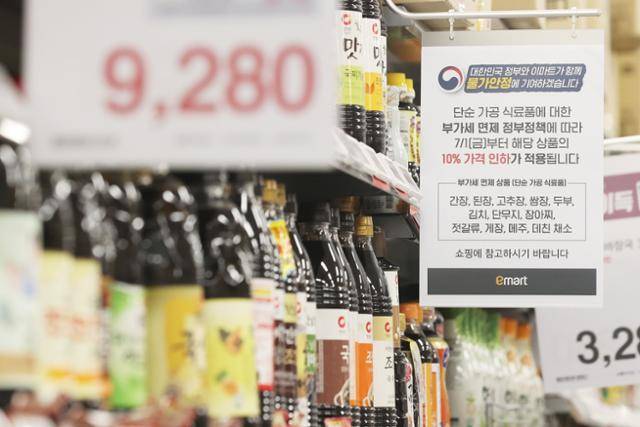 9,280
맛
대한민국 정부와 이마트가 함께
물가안정에 기여하겠습니다
단순 가공 식료품에 대한
부가세 면제 정부정책에 따라
7/1(금)부터 해당 상품의
10% 가격 인하가 적용됩니다
부가세 면제 상품 (단순 가공 식료품)
간장, 된장, 고추장, 쌈장, 두부,
김치, 단무지, 장아찌,
젓갈류, 게장, 메주, 데친 채소
쇼핑에 참고하시기 바랍니다
emart
이득
3,28
국
조